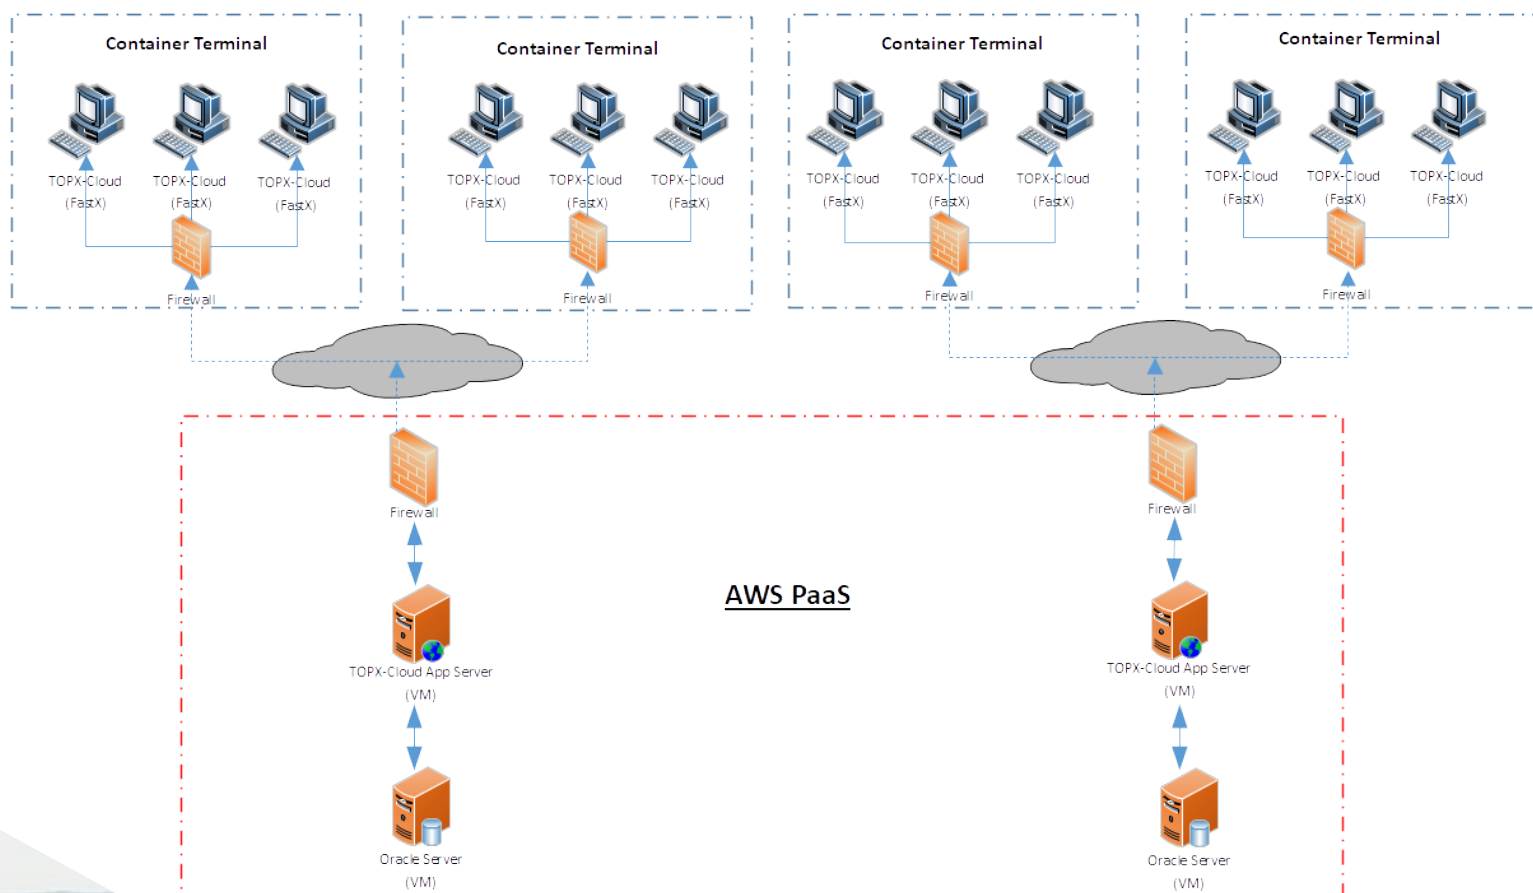 Container Terminal
TOPX-Cloud
(FastX)
TOPX-Cloud
(FastX)
TOPX-Cloud
(FastX)
Firewall
Container Terminal
TOPX-Cloud
(FastX)
TOPX-Cloud
(FastX)
TOPX-Cloud
(FastX)
Firewall
Container Terminal
TOPX-Cloud
(FastX)
TOPX-Cloud
(FastX)
TOPX-Cloud
(FastX)
Firewall
Container Terminal
TOPX-Cloud
(FastX)
TOPX-Cloud
(FastX)
TOPX-Cloud
(FastX)
Firewall
Firewall
TOPX-Cloud App Server
(VM)
Oracle Server
(VM)
AWS PaaS
Firewall
TOPX-Cloud App Server
(VM)
Oracle Server
(VM)